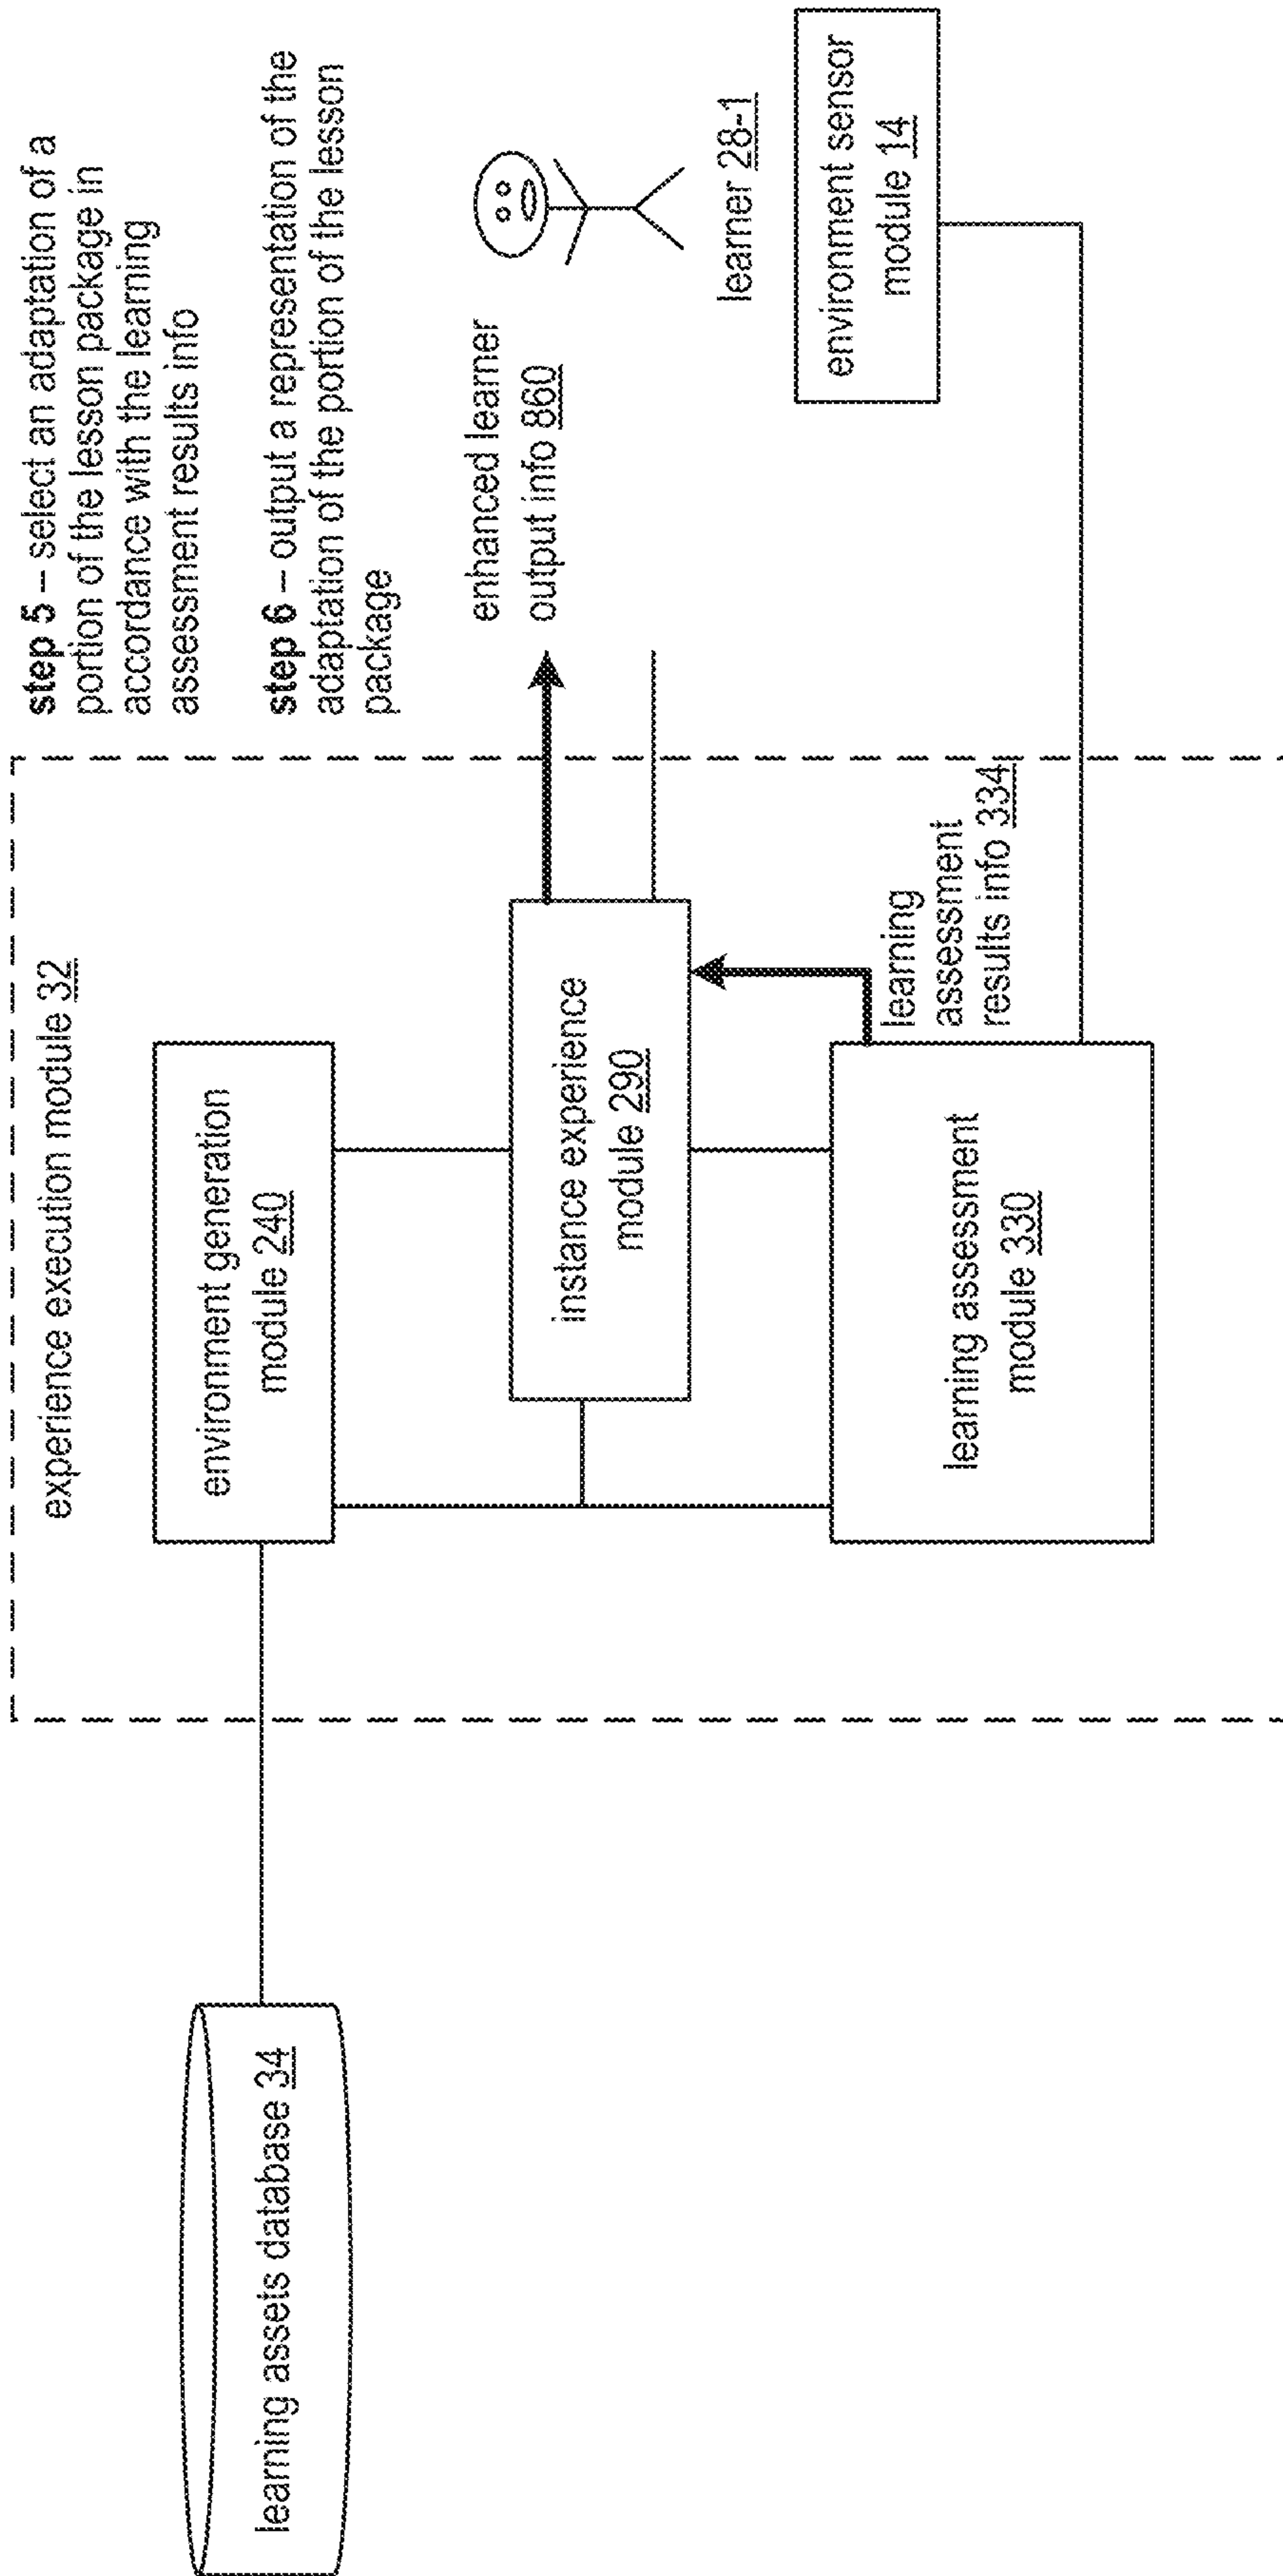 step 5 – select an adaptation of a
portion of the lesson package in
accordance with the learning
assessment results info
step 6 – output a representation of the
adaptation of the portion of the lesson
package
experience execution module 32
learning assets database 34
environment generation
module 240
instance experience
module 290
learning assessment
module 330
learning
assessment
results info 334
enhanced learner
output info 860
learner 28-1
environment sensor
module 14